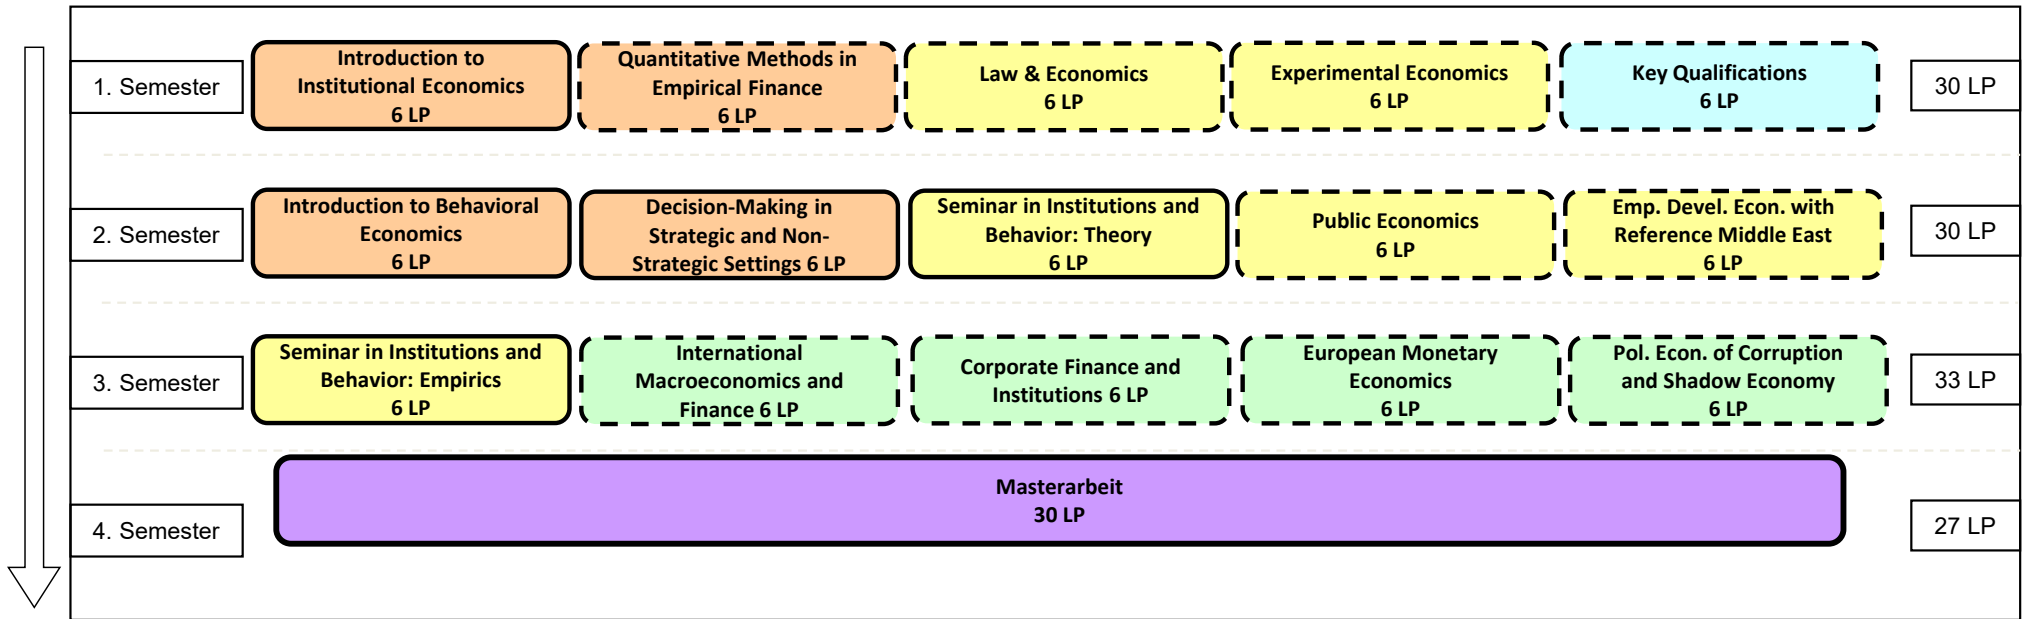 1. Semester
Introduction to
Institutional Economics
6 LP
Quantitative Methods in
Empirical Finance
6 LP
Law & Economics
6 LP
Experimental Economics
6 LP
Key Qualifications
6 LP
30 LP
2. Semester
Introduction to Behavioral
Economics
6 LP
Decision-Making in
Strategic and Non-
Strategic Settings 6 LP
Seminar in Institutions and
Behavior: Theory
6 LP
Public Economics
6 LP
Emp. Devel. Econ. with
Reference Middle East
6 LP
30 LP
3. Semester
Seminar in Institutions and
Behavior: Empirics
6 LP
International
Macroeconomics and
Finance 6 LP
Corporate Finance and
Institutions 6 LP
European Monetary
Economics
6 LP
Pol. Econ. of Corruption
and Shadow Economy
6 LP
33 LP
4. Semester
Masterarbeit
30 LP
27 LP